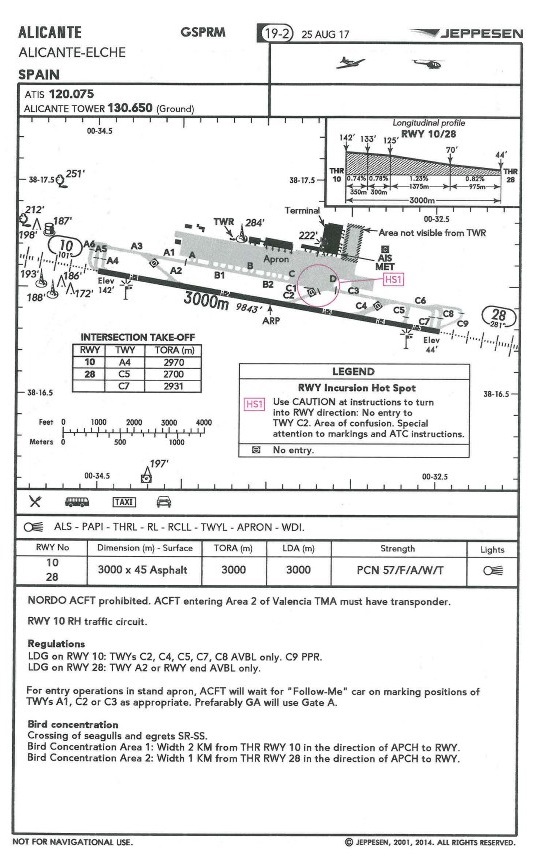 ALICANTE GSPRM 19-2 25 AUG 17 JEPPESEN
ALICANTE-ELCHE
SPAIN
ATIS 120.075
ALICANTE TOWER 130.650 (Ground)
00-34.5
Longitudinal profile
RWY 10/28
142' 133' 125' 70' 44'
THR 10
THR 28
0.74% 0.78% 1.23% 0.82%
350m 300m 1375m 975m
3000m
38-17.5
251'
38-17.5
00-32.5
212'
187'
198'
TWR
284'
Terminal
222'
Area not visible from TWR
AIS
MET
10
101°
A6 A5 A4 A3 A1 A2 A
B1 B B2 Apron C C1 C2 D
HS1
C3 C4 C5 C6 C7 C8 C9
193'
186'
188'
172'
Elev
142'
3000m 9843'
ARP
28
281°
Elev
44'
INTERSECTION TAKE-OFF
RWY TWY TORA (m)
10 A4 2970
28 C5 2700
C7 2931
38-16.5
38-16.5
LEGEND
RWY Incursion Hot Spot
HS1 Use CAUTION at instructions to turn
into RWY direction: No entry to
TWY C2. Area of confusion. Special
attention to markings and ATC instructions.
No entry.
Feet 0 1000 2000 3000 4000
Meters 0 500 1000
00-34.5
197'
00-32.5
TAXI
ALS - PAPI - THRL - RL - RCLL - TWYL - APRON - WDI.
RWY No Dimension (m) - Surface TORA (m) LDA (m) Strength Lights
10
28
3000 x 45 Asphalt 3000 3000 PCN 57/F/A/W/T
NORDO ACFT prohibited. ACFT entering Area 2 of Valencia TMA must have transponder.
RWY 10 RH traffic circuit.
Regulations
LDG on RWY 10: TWYs C2, C4, C5, C7, C8 AVBL only. C9 PPR.
LDG on RWY 28: TWY A2 or RWY end AVBL only.
For entry operations in stand apron, ACFT will wait for "Follow-Me" car on marking positions of
TWYs A1, C2 or C3 as appropriate. Prefarably GA will use Gate A.
Bird concentration
Crossing of seagulls and egrets SR-SS.
Bird Concentration Area 1: Width 2 KM from THR RWY 10 in the direction of APCH to RWY.
Bird Concentration Area 2: Width 1 KM from THR RWY 28 in the direction of APCH to RWY.
NOT FOR NAVIGATIONAL USE. © JEPPESEN, 2001, 2014. ALL RIGHTS RESERVED.